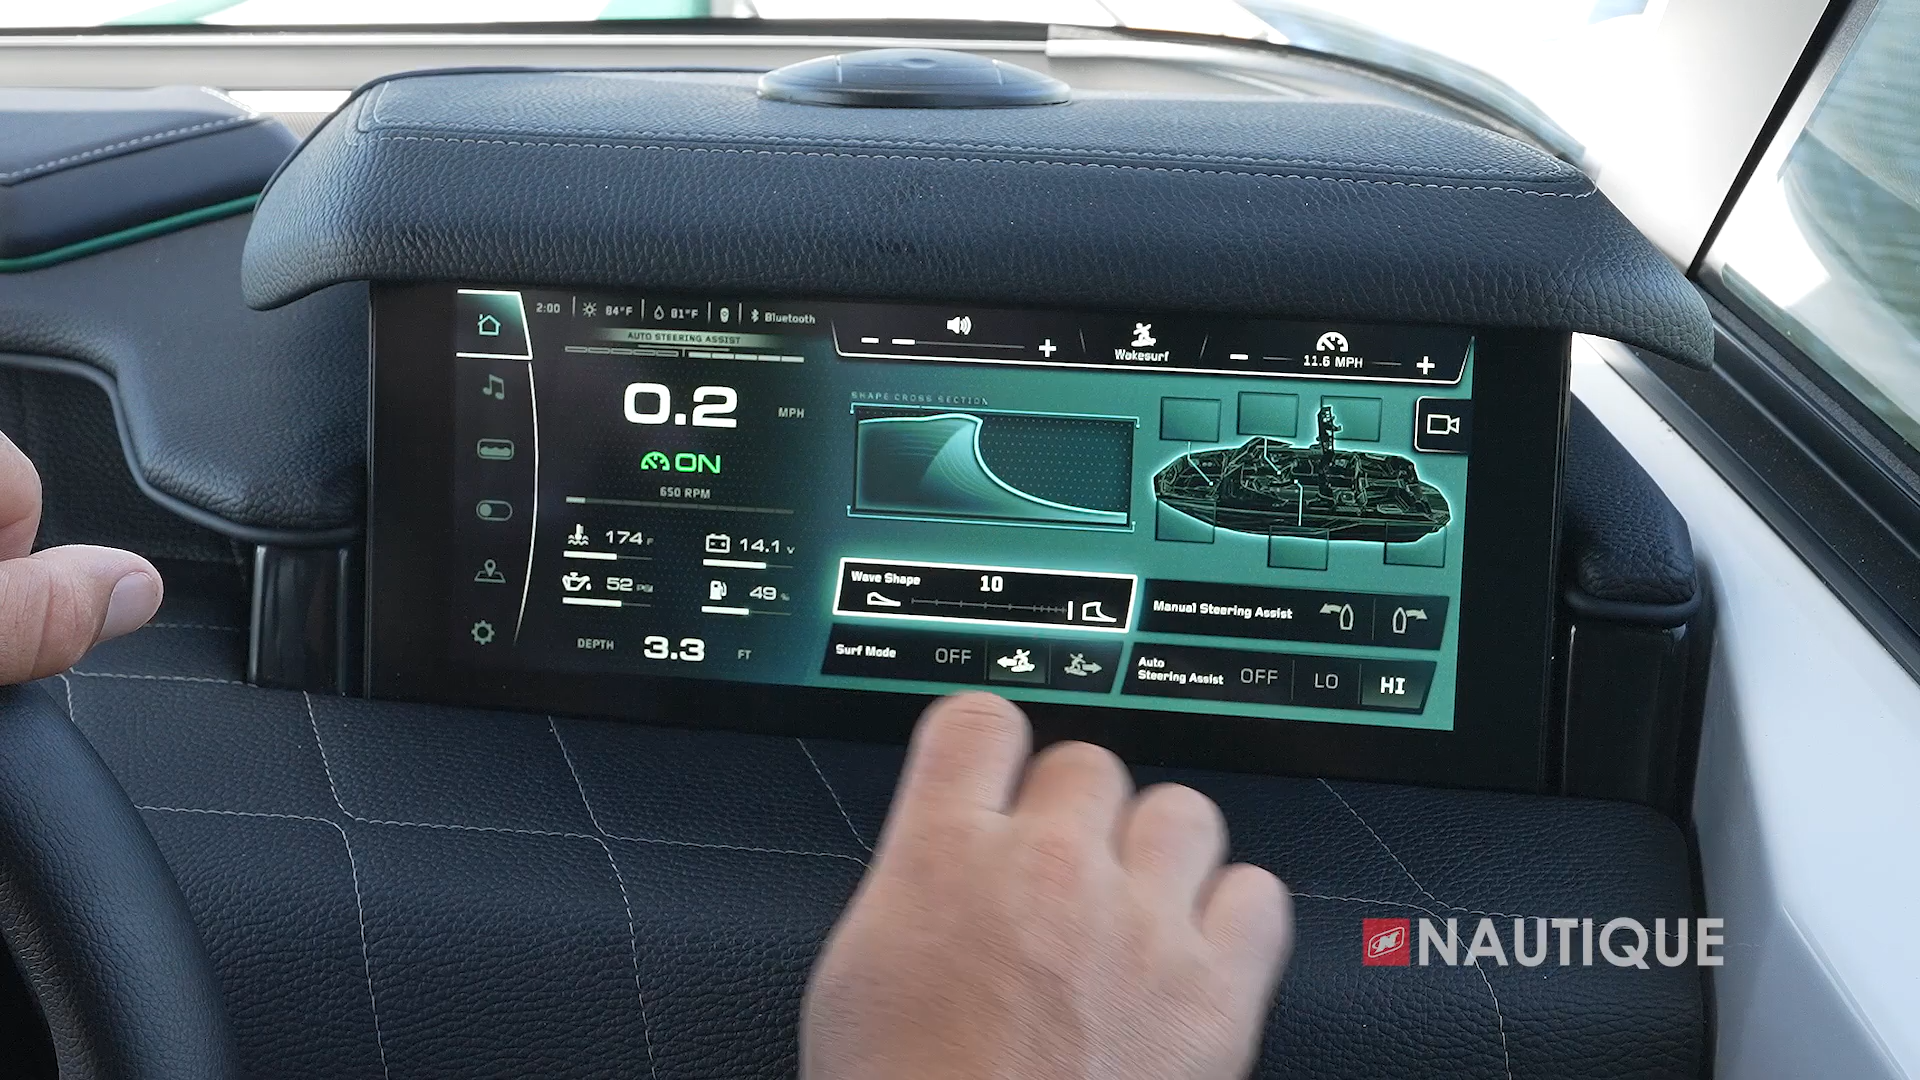 2:00 84°F 81°F Bluetooth
AUTO STEERING ASSIST
0.2 MPH
ON
650 RPM
174 F 14.1 V
52 PSI 49 %
DEPTH 3.3 FT
Wakesurf
11.6 MPH
SHAPE CROSS SECTION
Wave Shape 10
Manual Steering Assist
Surf Mode OFF
Auto
Steering Assist OFF LO HI
NAUTIQUE